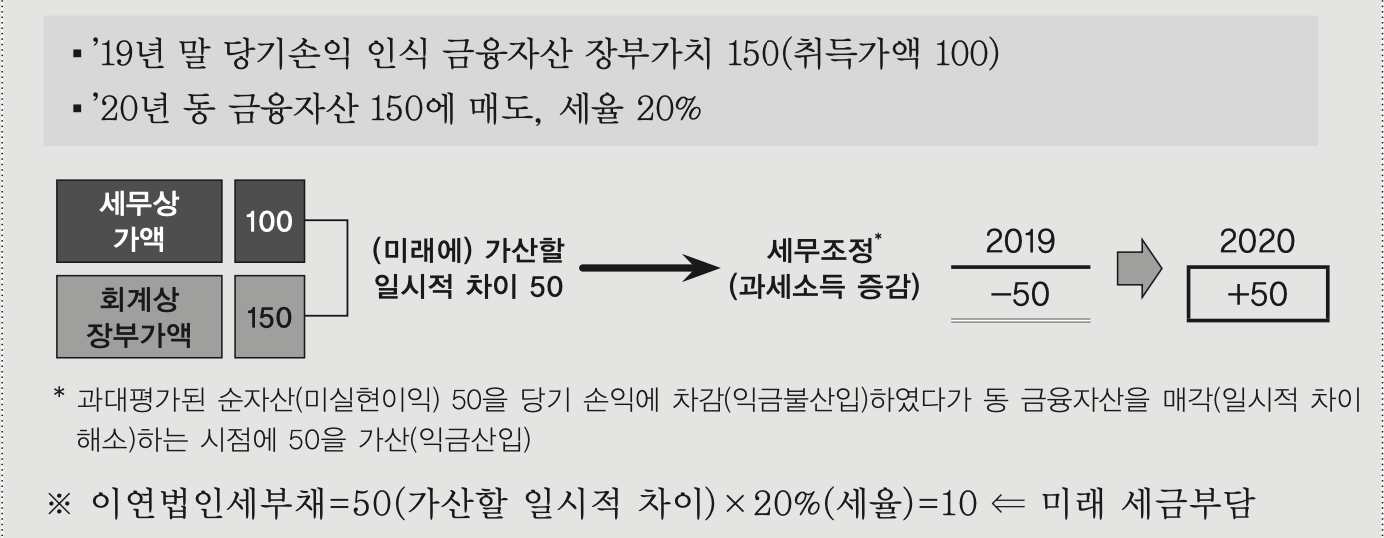 ▪ ’19년 말 당기손익 인식 금융자산 장부가치 150(취득가액 100)
▪ ’20년 동 금융자산 150에 매도, 세율 20%
세무상
가액
100
회계상
장부가액
150
(미래에) 가산할
일시적 차이 50
세무조정*
(과세소득 증감)
2019
−50
2020
+50
* 과대평가된 순자산(미실현이익) 50을 당기 손익에 차감(익금불산입)하였다가 동 금융자산을 매각(일시적 차이
해소)하는 시점에 50을 가산(익금산입)
※ 이연법인세부채=50(가산할 일시적 차이)×20%(세율)=10 ⇐ 미래 세금부담